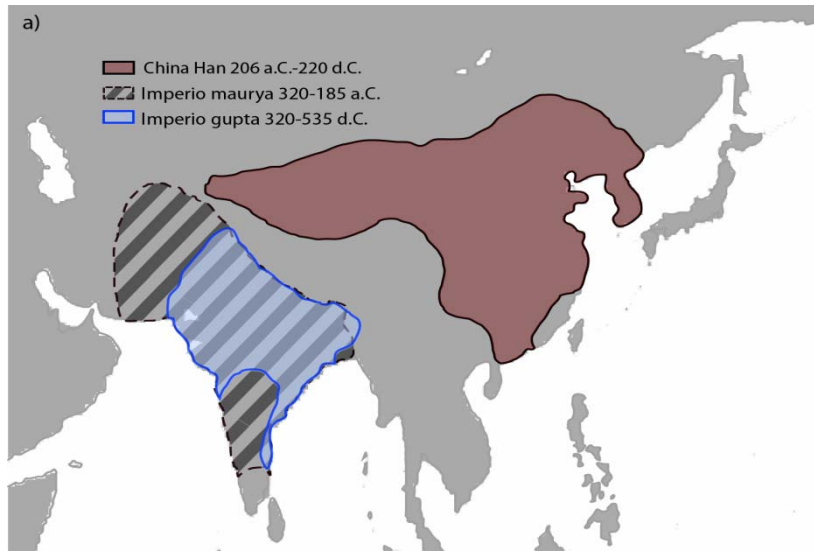 a)
China Han 206 a.C.-220 d.C.
Imperio maurya 320-185 a.C.
Imperio gupta 320-535 d.C.